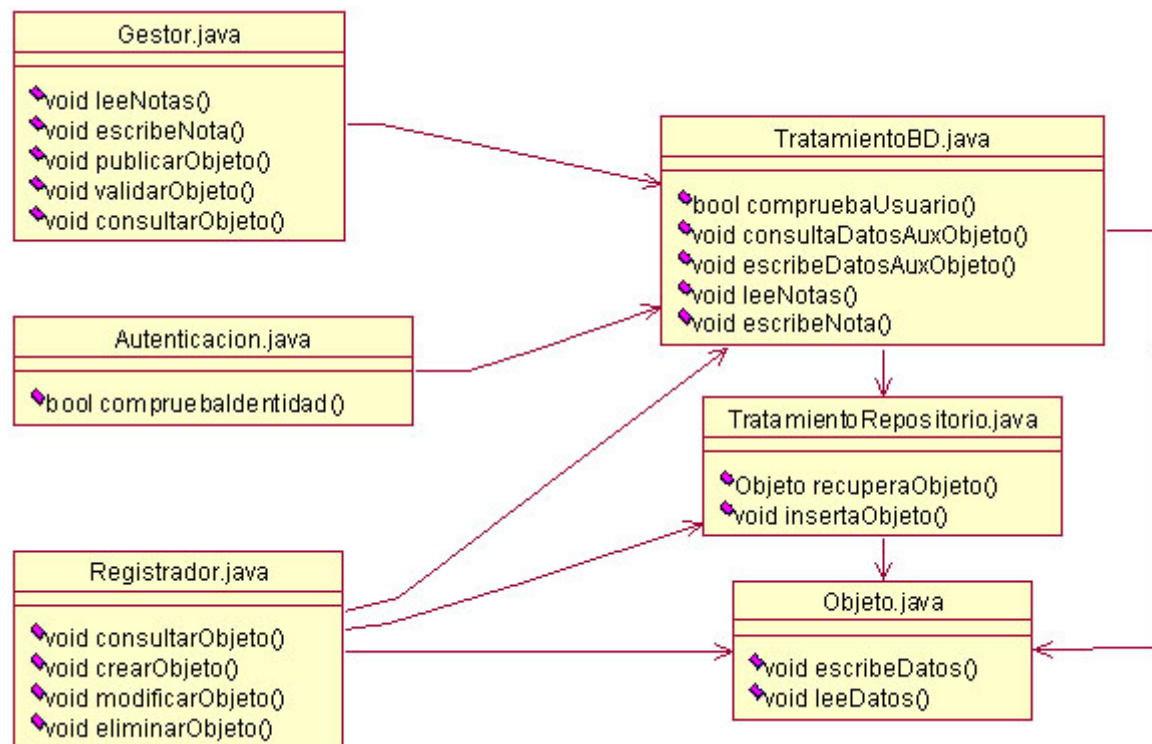 Gestor.java
void leeNotas()
void escribeNota()
void publicarObjeto()
void validarObjeto()
void consultarObjeto()
Autenticacion.java
bool compruebaIdentidad()
Registrador.java
void consultarObjeto()
void crearObjeto()
void modificarObjeto()
void eliminarObjeto()
TratamientoBD.java
bool compruebaUsuario()
void consultaDatosAuxObjeto()
void escribeDatosAuxObjeto()
void leeNotas()
void escribeNota()
TratamientoRepositorio.java
Objeto recuperaObjeto()
void insertaObjeto()
Objeto.java
void escribeDatos()
void leeDatos()